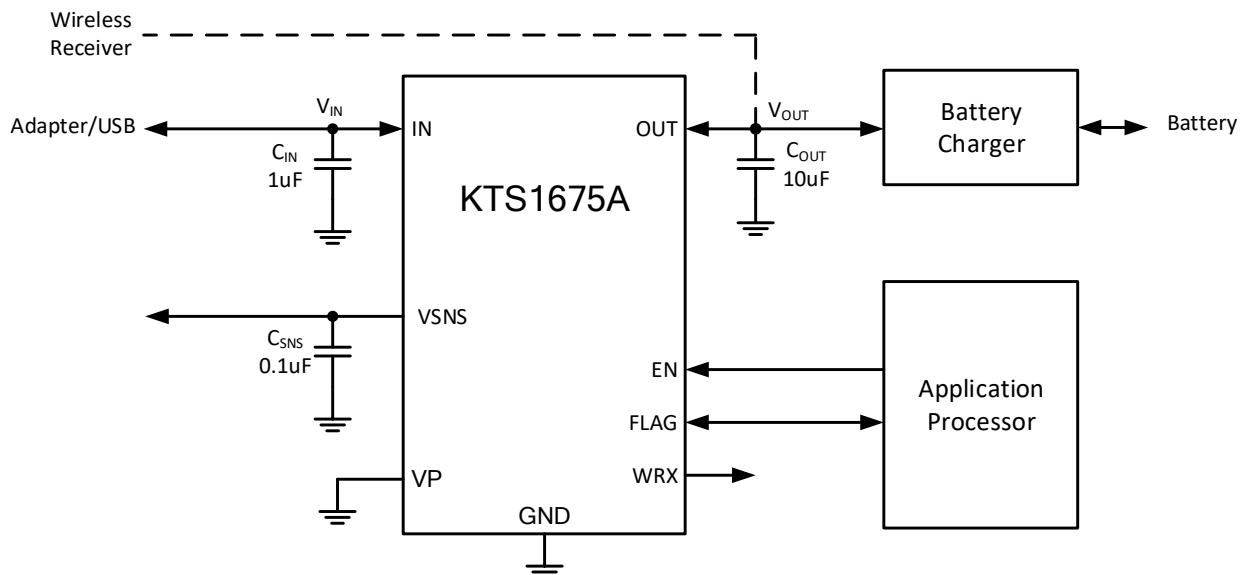 Wireless
Receiver
Adapter/USB
VIN
IN
OUT
VOUT
Battery
Charger
Battery
CIN
1uF
COUT
10uF
KTS1675A
VSNS
CSNS
0.1uF
EN
FLAG
WRX
Application
Processor
VP
GND